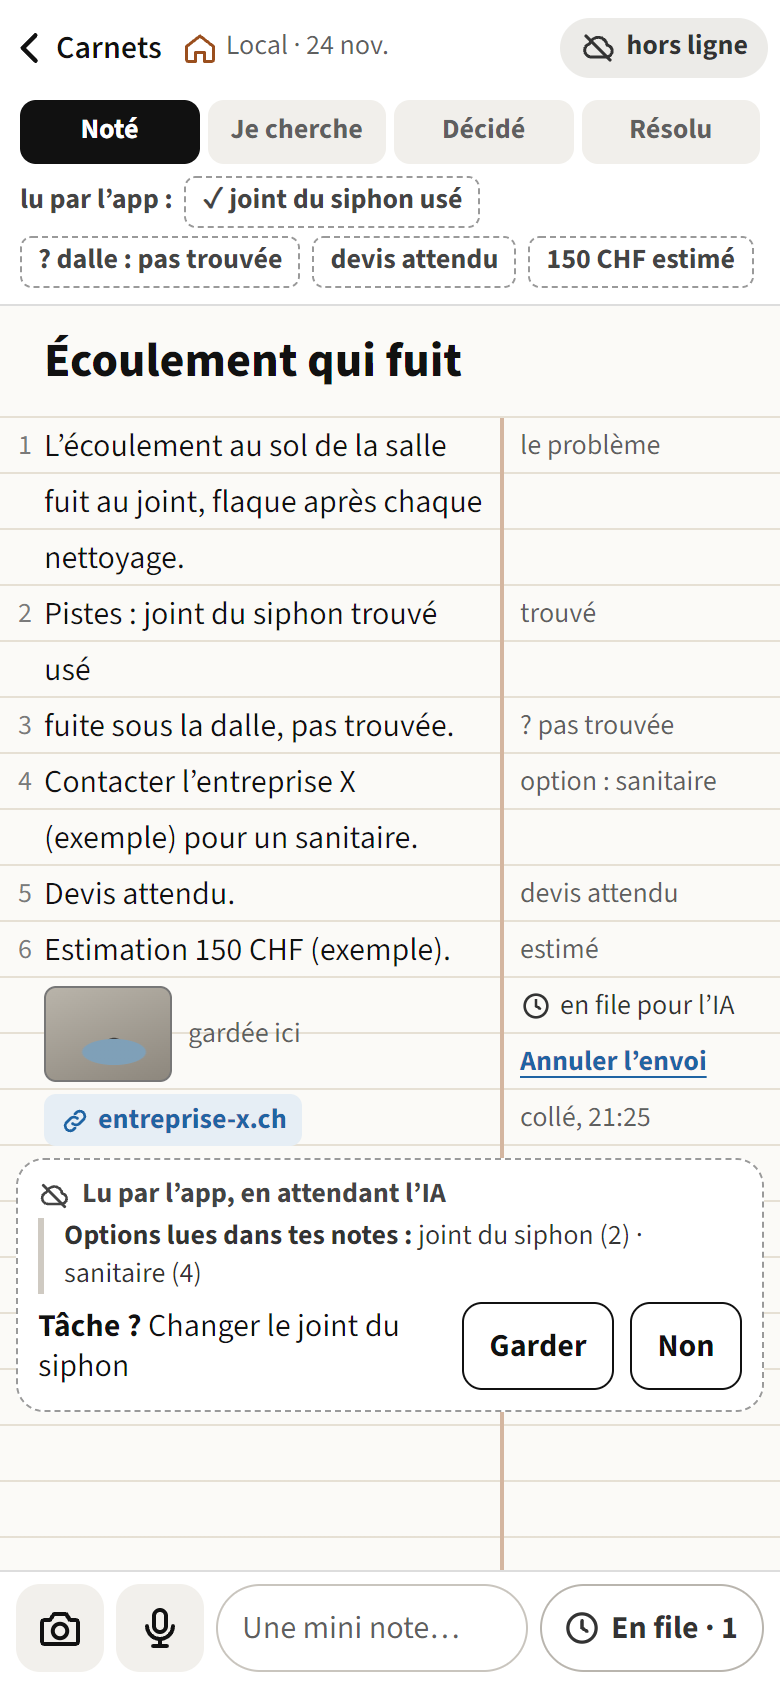 Carnets Local · 24 nov. hors ligne
Noté Je cherche Décidé Résolu
lu par l’app : ✓ joint du siphon usé
? dalle : pas trouvée devis attendu 150 CHF estimé
Écoulement qui fuit
1 L’écoulement au sol de la salle le problème
fuit au joint, flaque après chaque
nettoyage.
2 Pistes : joint du siphon trouvé trouvé
usé
3 fuite sous la dalle, pas trouvée. ? pas trouvée
4 Contacter l’entreprise X option : sanitaire
(exemple) pour un sanitaire.
5 Devis attendu. devis attendu
6 Estimation 150 CHF (exemple). estimé
en file pour l’IA
gardée ici
Annuler l’envoi
entreprise-x.ch collé, 21:25
Lu par l’app, en attendant l’IA
Options lues dans tes notes : joint du siphon (2) ·
sanitaire (4)
Tâche ? Changer le joint du
siphon
Garder Non
Une mini note… En file · 1